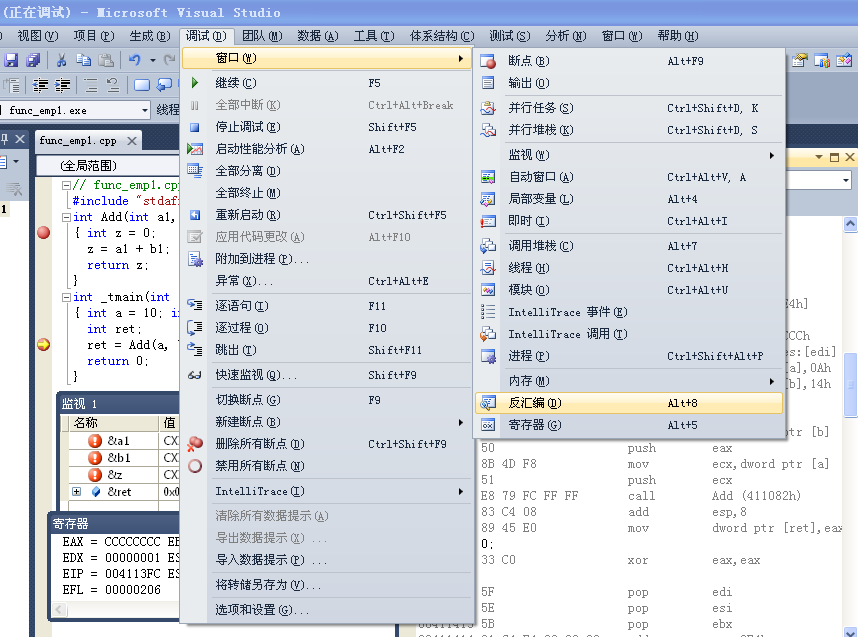 (正在调试) - Microsoft Visual Studio
视图(V) 项目(P) 生成(B) 调试(D) 团队(M) 数据(A) 工具(T) 体系结构(C) 测试(S) 分析(N) 窗口(W) 帮助(H)
func_emp1.exe 线程
func_emp1.cpp
(全局范围)
// func_emp1.cpp
#include "stdaf
int Add(int a1,
{ int z = 0;
z = a1 + b1;
return z;
}
int _tmain(int
{ int a = 10; i
int ret;
ret = Add(a,
return 0;
}
1
监视 1
名称 值
&a1 CX
&b1 CX
&z CX
&ret 0x0
寄存器
EAX = CCCCCCCC E
EDX = 00000001 ES
EIP = 004113FC ES
EFL = 00000206
窗口(W)
继续(C) F5
全部中断(K) Ctrl+Alt+Break
停止调试(E) Shift+F5
启动性能分析(A) Alt+F2
全部分离(D)
全部终止(M)
重新启动(R) Ctrl+Shift+F5
应用代码更改(A) Alt+F10
附加到进程(P)...
异常(X)... Ctrl+Alt+E
逐语句(I) F11
逐过程(O) F10
跳出(T) Shift+F11
快速监视(Q)... Shift+F9
切换断点(G) F9
新建断点(B)
删除所有断点(D) Ctrl+Shift+F9
禁用所有断点(N)
IntelliTrace(I)
清除所有数据提示(A)
导出数据提示(X) ...
导入数据提示(P) ...
将转储另存为(V)...
选项和设置(G)...
断点(B) Alt+F9
输出(O)
并行任务(S) Ctrl+Shift+D, K
并行堆栈(K) Ctrl+Shift+D, S
监视(W)
自动窗口(A) Ctrl+Alt+V, A
局部变量(L) Alt+4
即时(I) Ctrl+Alt+I
调用堆栈(C) Alt+7
线程(H) Ctrl+Alt+H
模块(O) Ctrl+Alt+U
IntelliTrace 事件(E)
IntelliTrace 调用(T)
进程(P) Ctrl+Shift+Alt+P
内存(M)
反汇编(D) Alt+8
寄存器(G) Alt+5
4h]
CCh
es:[edi]
[a],0Ah
[b],14h
ptr [b]
50 push eax
8B 4D F8 mov ecx,dword ptr [a]
51 push ecx
E8 79 FC FF FF call Add (411082h)
83 C4 08 add esp,8
89 45 E0 mov dword ptr [ret],eax
0;
33 C0 xor eax,eax
5F pop edi
5E pop esi
5B pop ebx